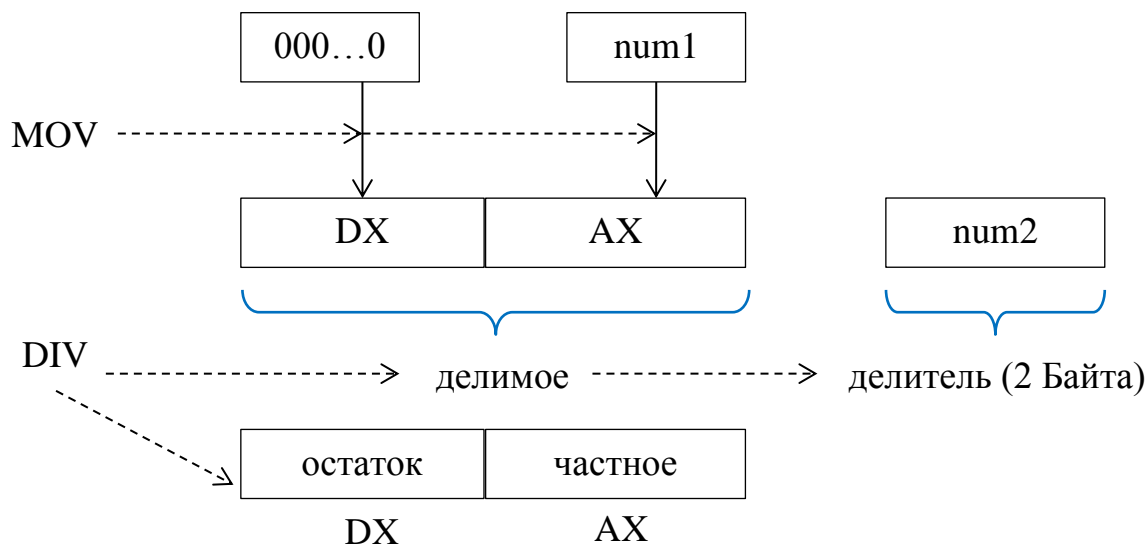 000…0 num1
MOV
DX AX num2
DIV
делимое делитель (2 Байта)
остаток частное
DX AX